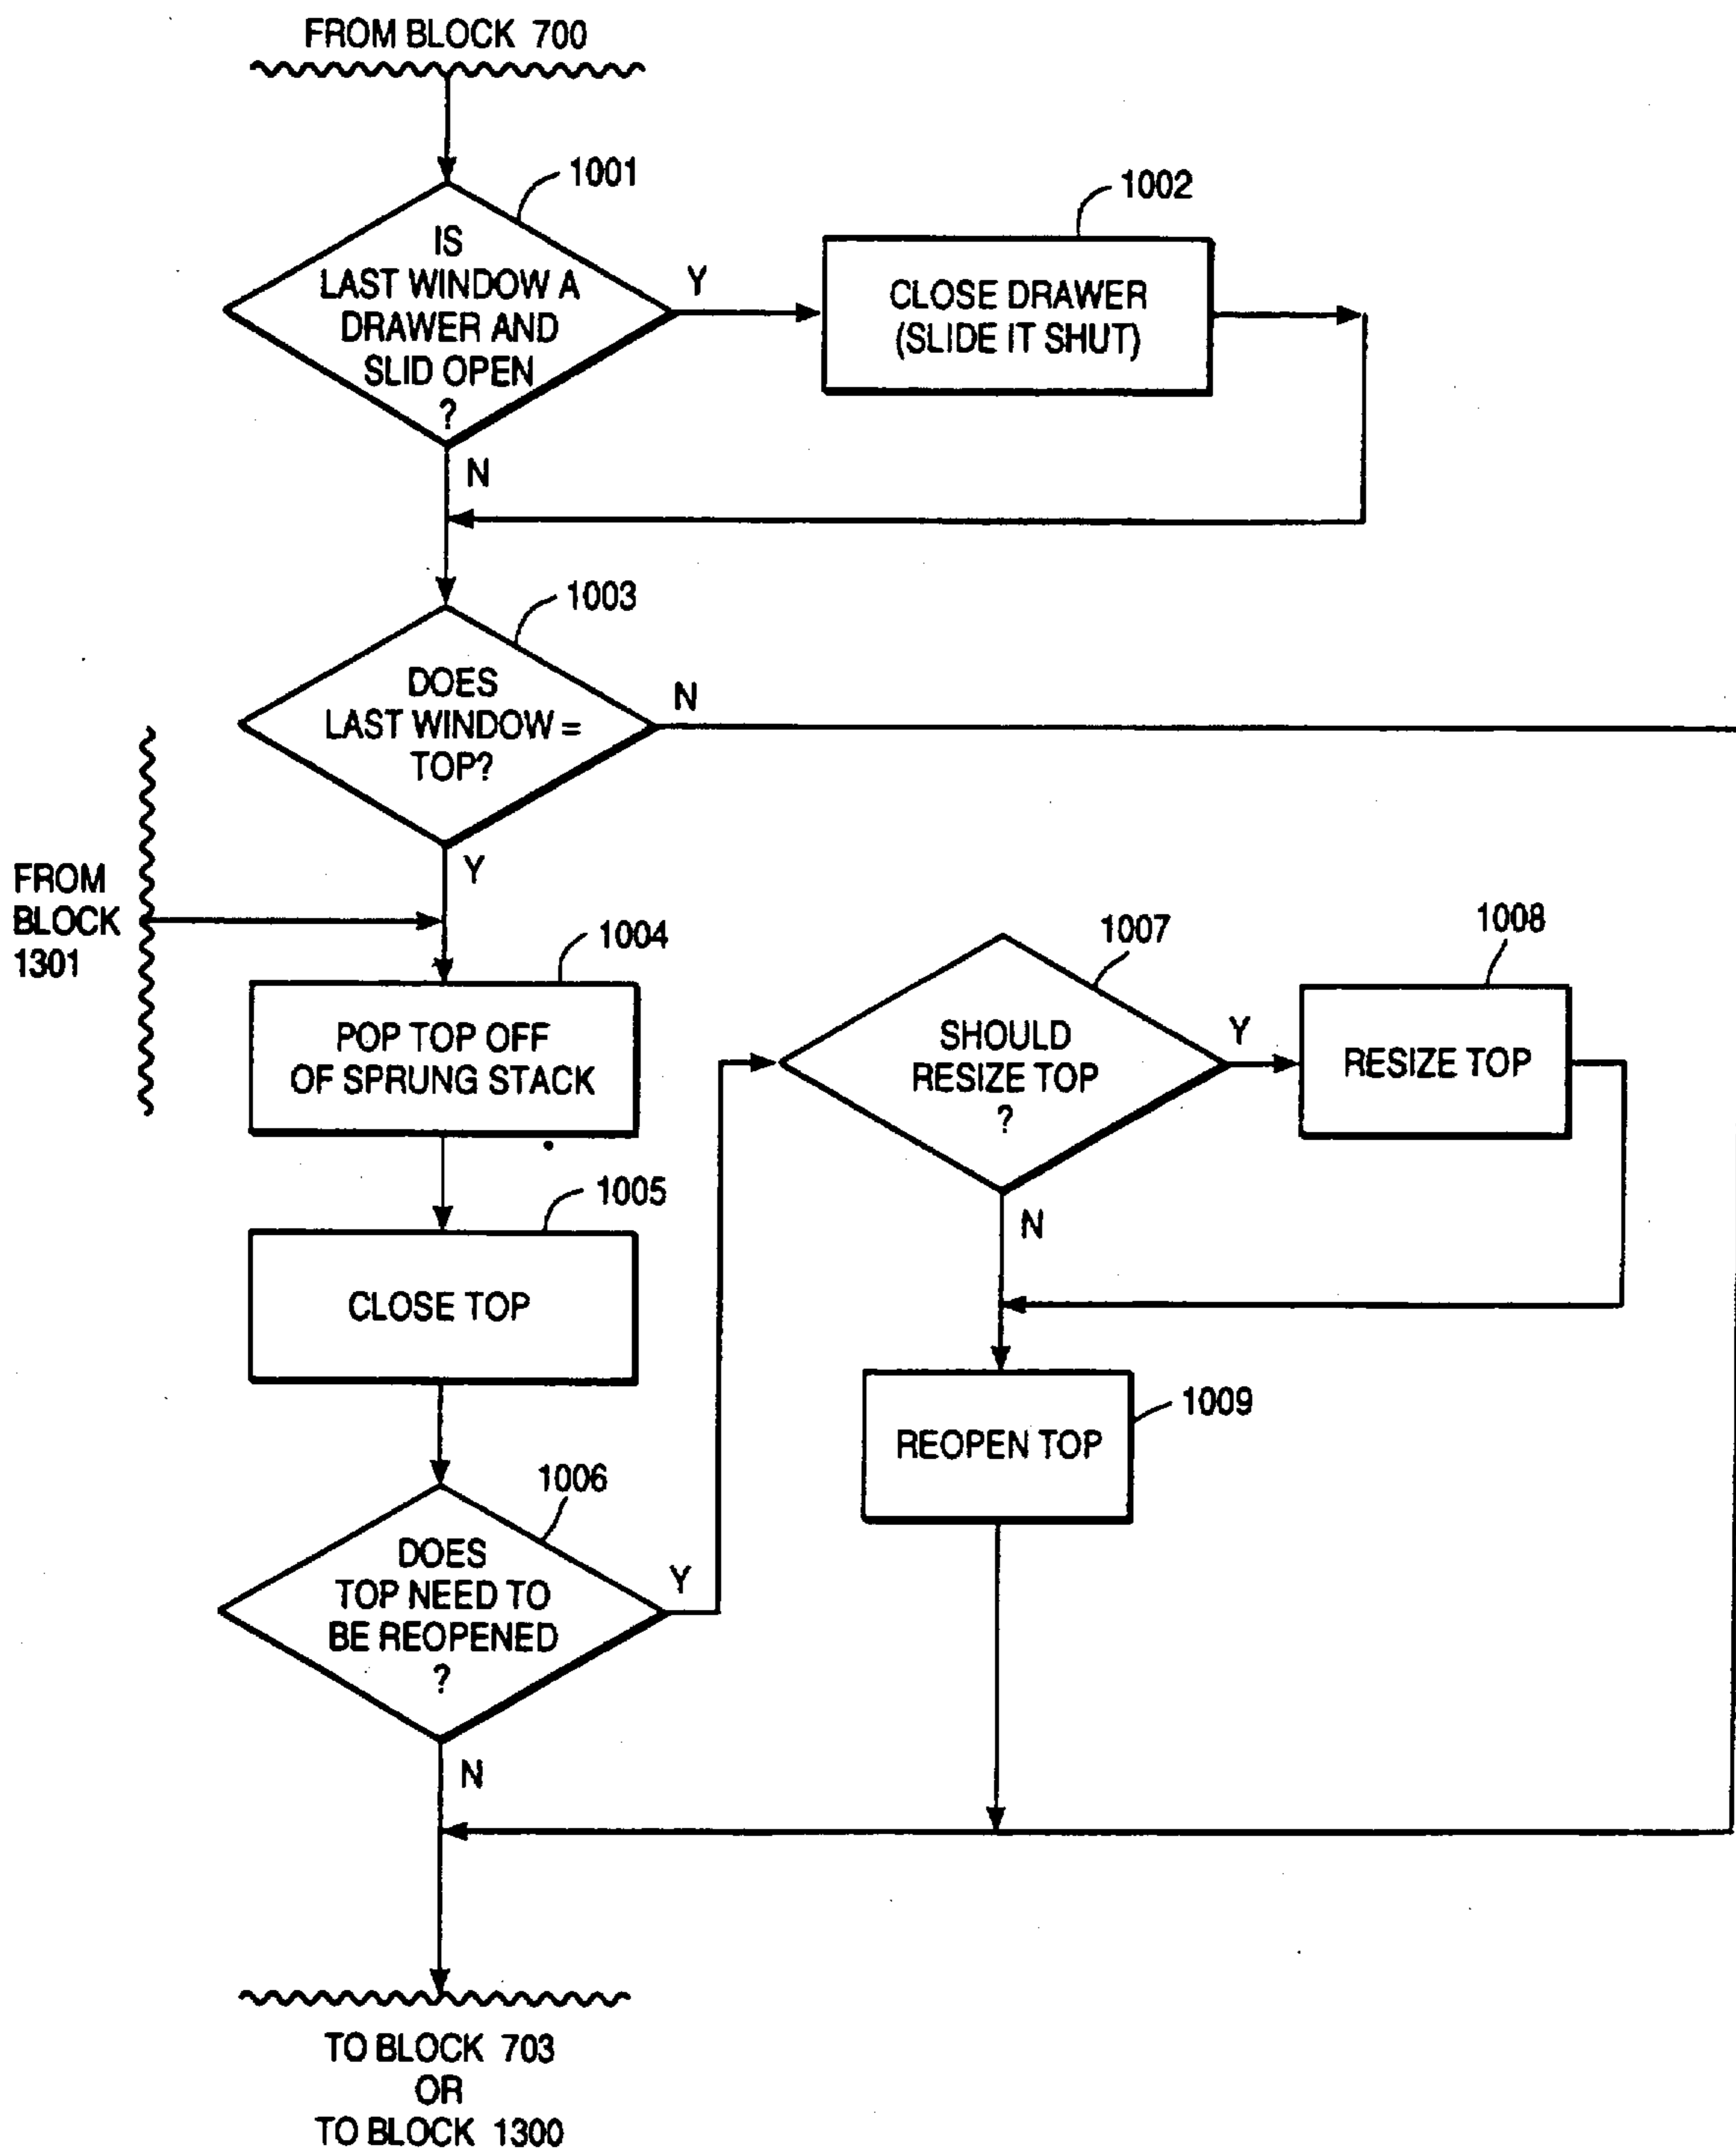 FROM BLOCK 700
1001
IS
LAST WINDOW A
DRAWER AND
SLID OPEN
?
Y
N
1002
CLOSE DRAWER
(SLIDE IT SHUT)
1003
DOES
LAST WINDOW =
TOP?
N
Y
FROM
BLOCK
1301
1004
POP TOP OFF
OF SPRUNG STACK
1005
CLOSE TOP
1006
DOES
TOP NEED TO
BE REOPENED
?
Y
N
1007
SHOULD
RESIZE TOP
?
Y
N
1008
RESIZE TOP
1009
REOPEN TOP
TO BLOCK 703
OR
TO BLOCK 1300